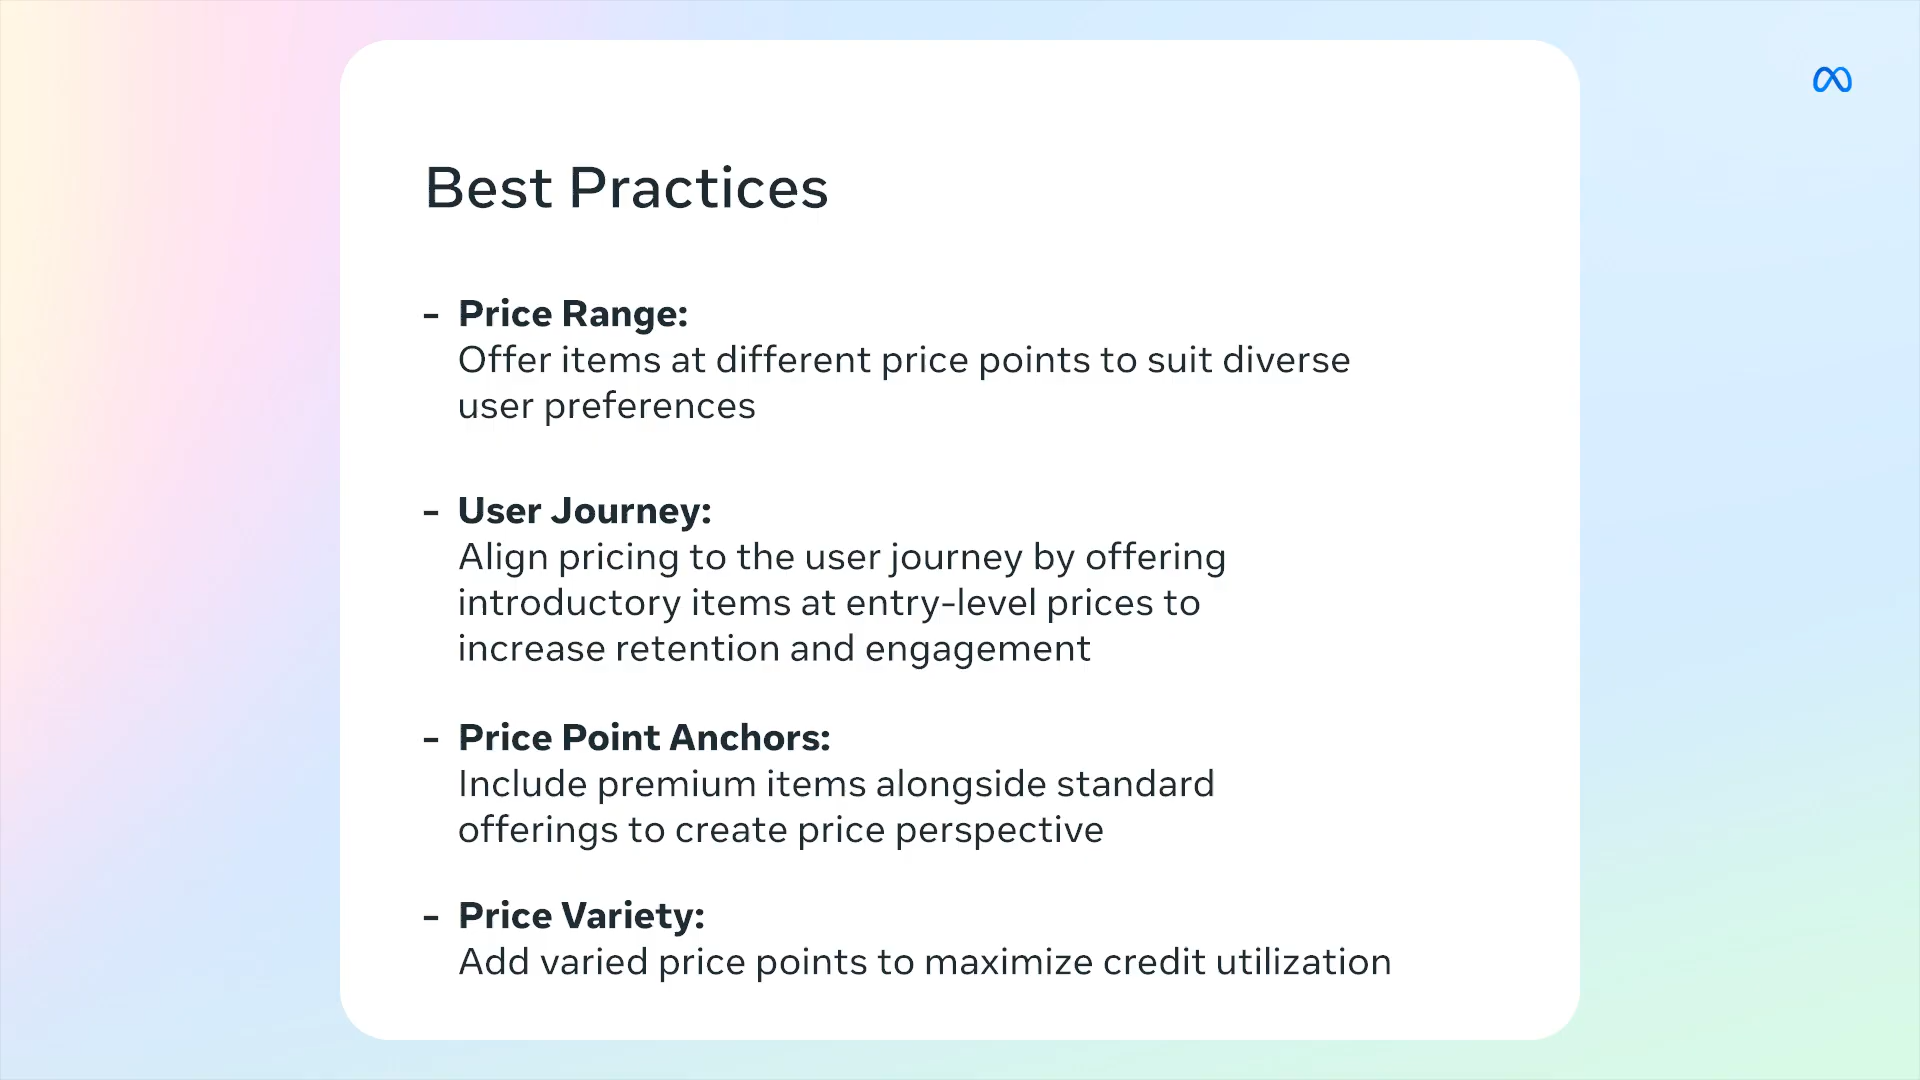 Best Practices
- Price Range:
Offer items at different price points to suit diverse
user preferences
- User Journey:
Align pricing to the user journey by offering
introductory items at entry-level prices to
increase retention and engagement
- Price Point Anchors:
Include premium items alongside standard
offerings to create price perspective
- Price Variety:
Add varied price points to maximize credit utilization